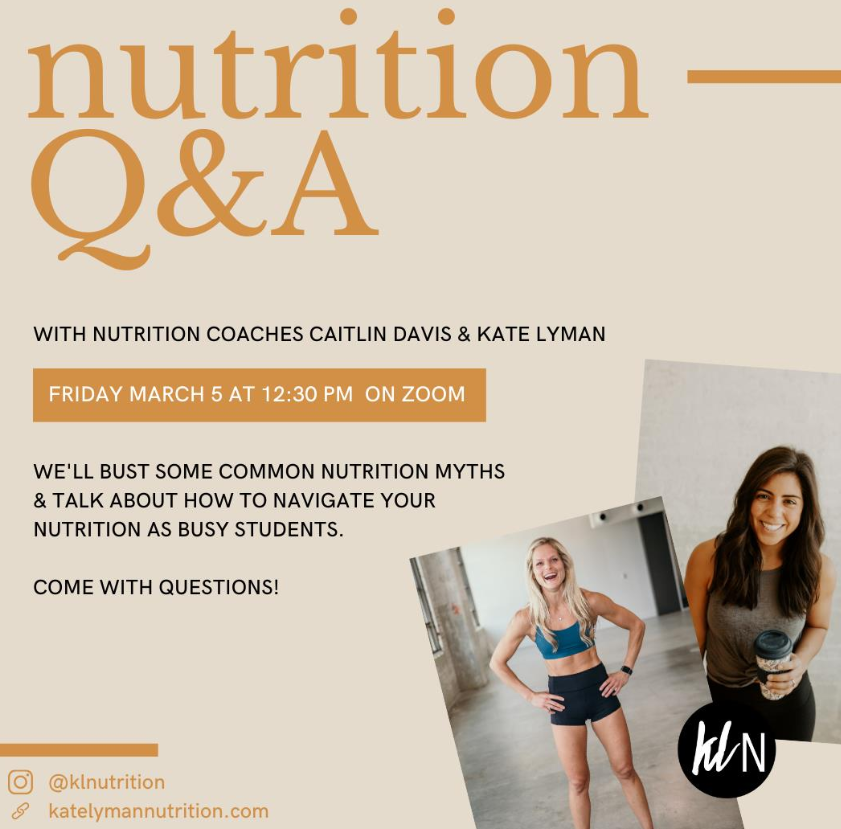 nutrition
Q&A
WITH NUTRITION COACHES CAITLIN DAVIS & KATE LYMAN
FRIDAY MARCH 5 AT 12:30 PM ON ZOOM
WE'LL BUST SOME COMMON NUTRITION MYTHS
& TALK ABOUT HOW TO NAVIGATE YOUR
NUTRITION AS BUSY STUDENTS.
COME WITH QUESTIONS!
klN
@klnutrition
katelymannutrition.com